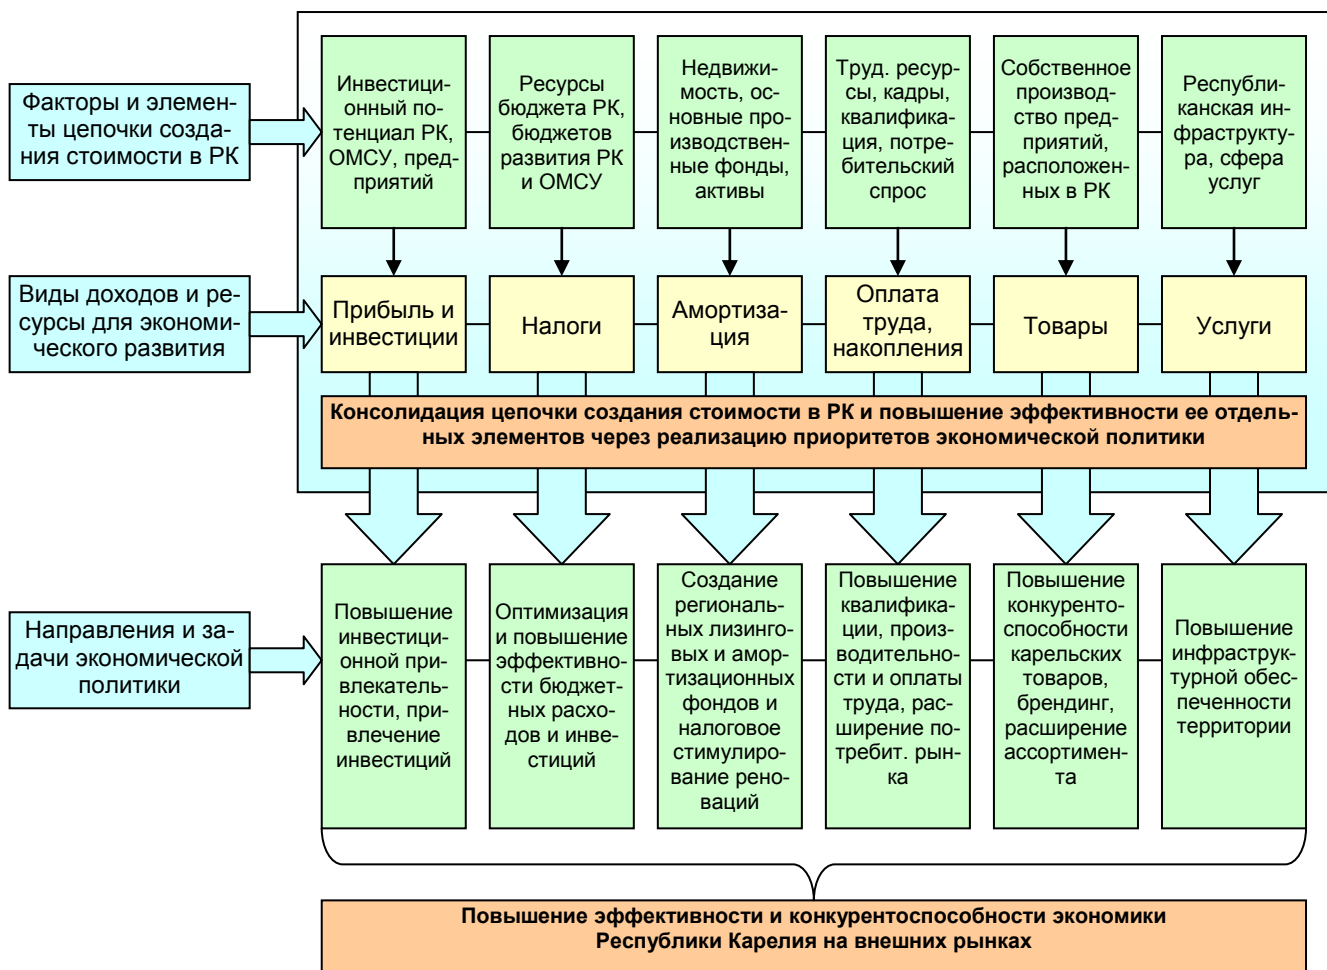 Факторы и элемен-
ты цепочки созда-
ния стоимости в РК
Инвестици-
онный по-
тенциал РК,
ОМСУ, пред-
приятий
Ресурсы
бюджета РК,
бюджетов
развития РК
и ОМСУ
Недвижи-
мость, ос-
новные про-
изводствен-
ные фонды,
активы
Труд. ресур-
сы, кадры,
квалифика-
ция, потре-
бительский
спрос
Собственное
производ-
ство пред-
приятий,
расположен-
ных в РК
Республи-
канская ин-
фраструкту-
ра, сфера
услуг
Виды доходов и ре-
сурсы для экономи-
ческого развития
Прибыль и
инвестиции
Налоги
Амортиза-
ция
Оплата
труда,
накопления
Товары
Услуги
Консолидация цепочки создания стоимости в РК и повышение эффективности ее отдель-
ных элементов через реализацию приоритетов экономической политики
Направления и за-
дачи экономической
политики
Повышение
инвестици-
онной при-
влекатель-
ности, при-
влечение
инвестиций
Оптимизация
и повышение
эффективно-
сти бюджет-
ных расхо-
дов и инве-
стиций
Создание
региональ-
ных лизинго-
вых и амор-
тизационных
фондов и
налоговое
стимулиро-
вание рено-
ваций
Повышение
квалифика-
ции, произ-
водительно-
сти и оплаты
труда, рас-
ширение по-
требит. рын-
ка
Повышение
конкуренто-
способности
карельских
товаров,
брендинг,
расширение
ассортимен-
та
Повышение
инфраструк-
турной обес-
печенности
территории
Повышение эффективности и конкурентоспособности экономики
Республики Карелия на внешних рынках